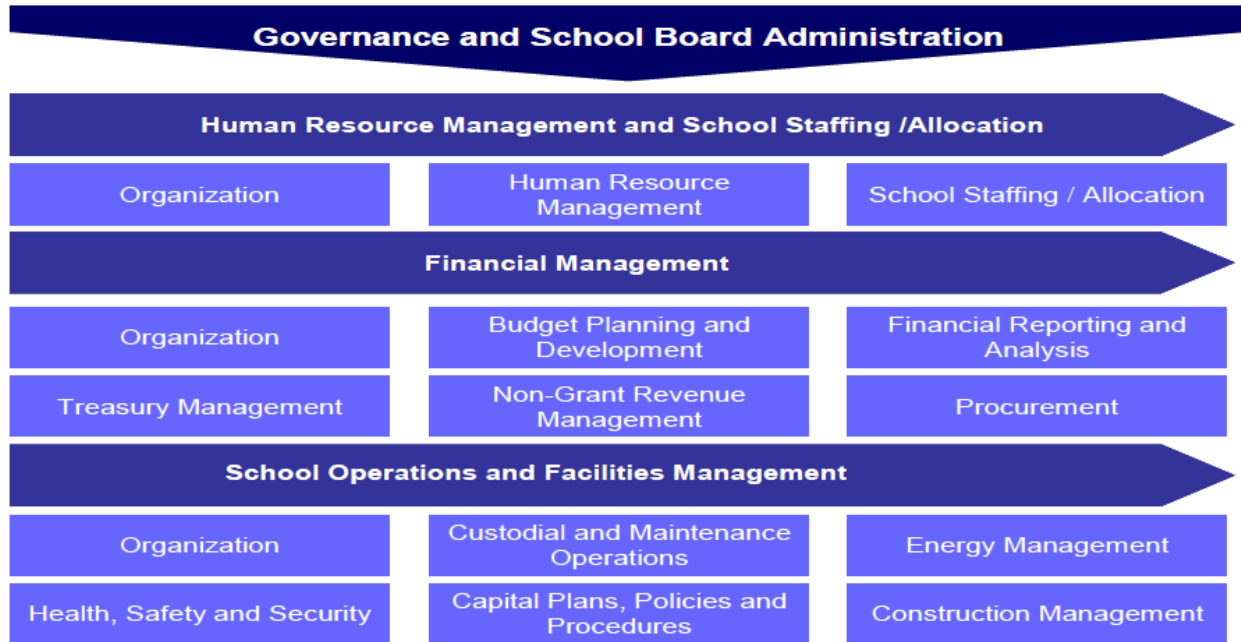 Governance and School Board Administration
Human Resource Management and School Staffing /Allocation
Organization
Human Resource
Management
School Staffing / Allocation
Financial Management
Organization
Budget Planning and
Development
Financial Reporting and
Analysis
Treasury Management
Non-Grant Revenue
Management
Procurement
School Operations and Facilities Management
Organization
Custodial and Maintenance
Operations
Energy Management
Health, Safety and Security
Capital Plans, Policies and
Procedures
Construction Management